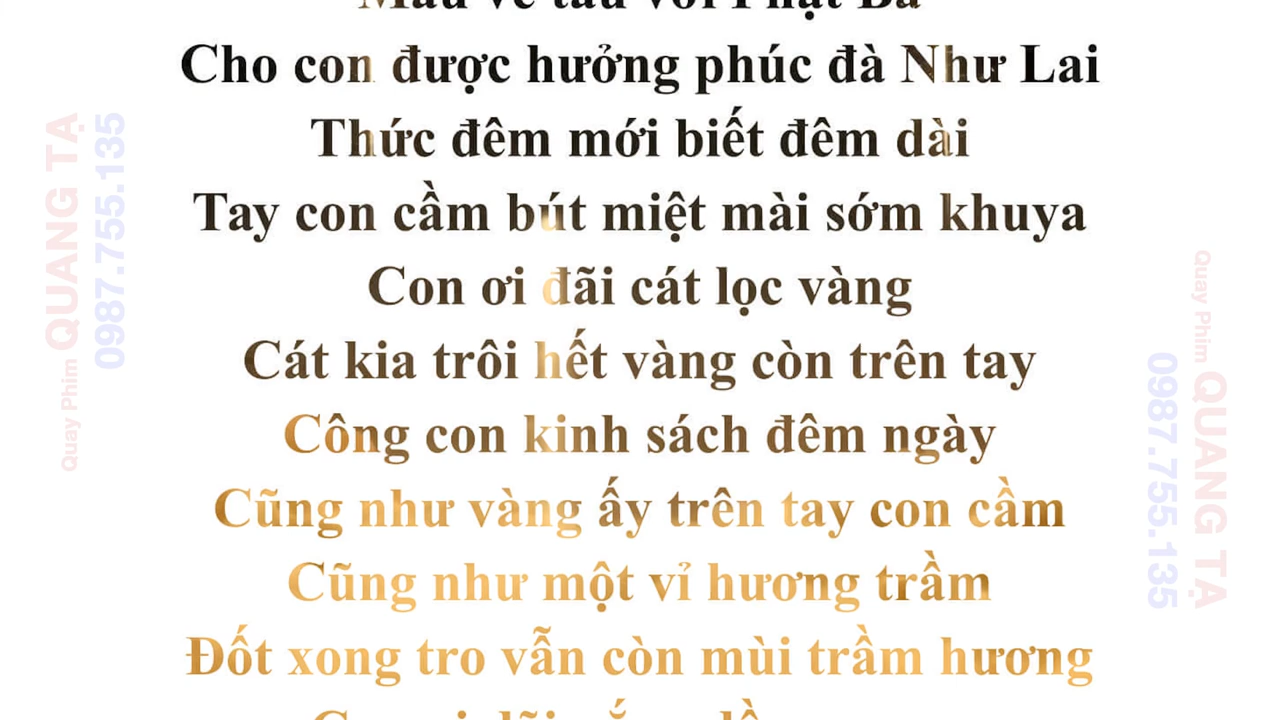 Cho con được hưởng phúc đà Như Lai
Thức đêm mới biết đêm dài
Tay con cầm bút miệt mài sớm khuya
Con ơi đãi cát lọc vàng
Cát kia trôi hết vàng còn trên tay
Công con kinh sách đêm ngày
Cũng như vàng ấy trên tay con cầm
Cũng như một vỉ hương trầm
Đốt xong tro vẫn còn mùi trầm hương
Quay Phim QUANG TẠ
0987.755.135
Quay Phim QUANG TẠ
0987.755.135